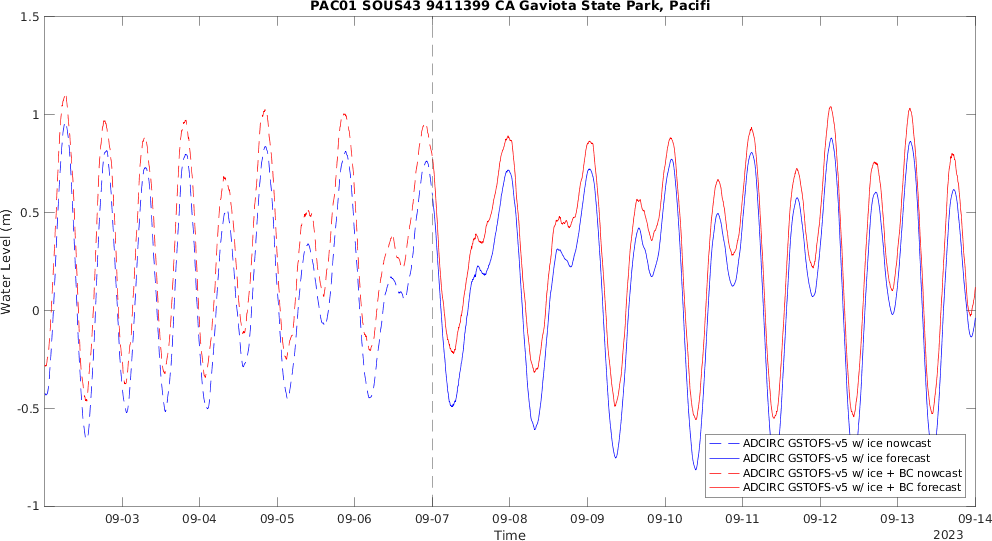 PAC01 SOUS43 9411399 CA Gaviota State Park, Pacifi
1.5
1
0.5
0
-0.5
-1
Water Level (m)
09-03 09-04 09-05 09-06 09-07 09-08 09-09 09-10 09-11 09-12 09-13 09-14
Time
2023
ADCIRC GSTOFS-v5 w/ ice nowcast
ADCIRC GSTOFS-v5 w/ ice forecast
ADCIRC GSTOFS-v5 w/ ice + BC nowcast
ADCIRC GSTOFS-v5 w/ ice + BC forecast